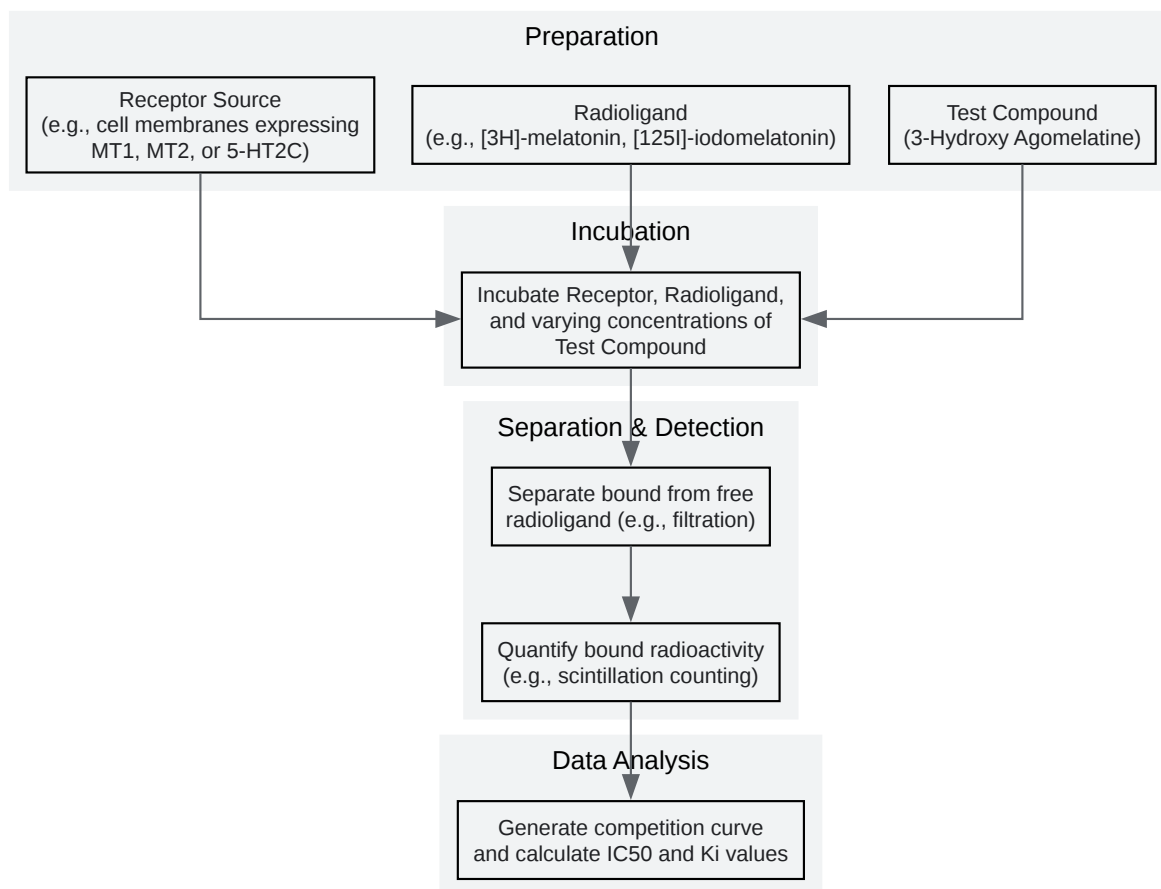 Preparation
Receptor Source
(e.g., cell membranes expressing
MT1, MT2, or 5-HT2C)
Radioligand
(e.g., [3H]-melatonin, [125I]-iodomelatonin)
Test Compound
(3-Hydroxy Agomelatine)
Incubation
Incubate Receptor, Radioligand,
and varying concentrations of
Test Compound
Separation & Detection
Separate bound from free
radioligand (e.g., filtration)
Quantify bound radioactivity
(e.g., scintillation counting)
Data Analysis
Generate competition curve
and calculate IC50 and Ki values